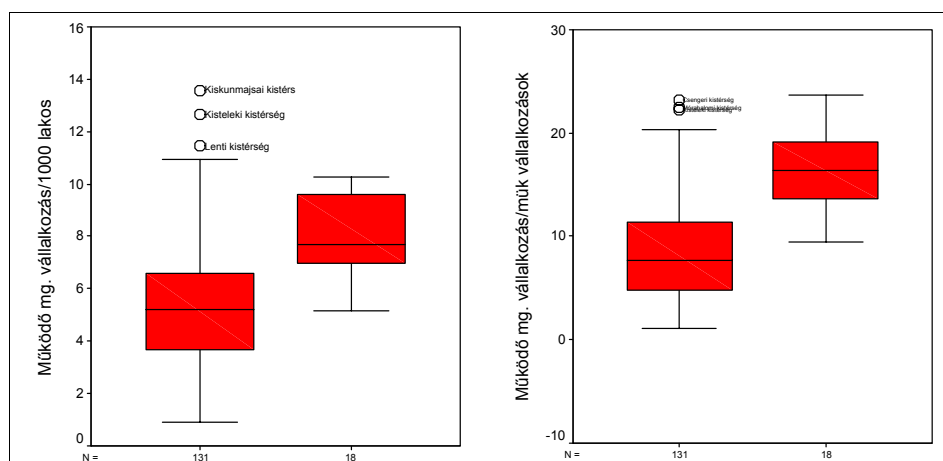 Működő mg. vállalkozás/1000 lakos
16
14
12
10
8
6
4
2
0
Kiskunmajsai kistérs
Kisteleki kistérség
Lenti kistérség
N =
131
18
Működő mg. vállalkozás/mük vállalkozások
30
20
10
0
-10
Csengeri kistérség
kistérség
N =
131
18